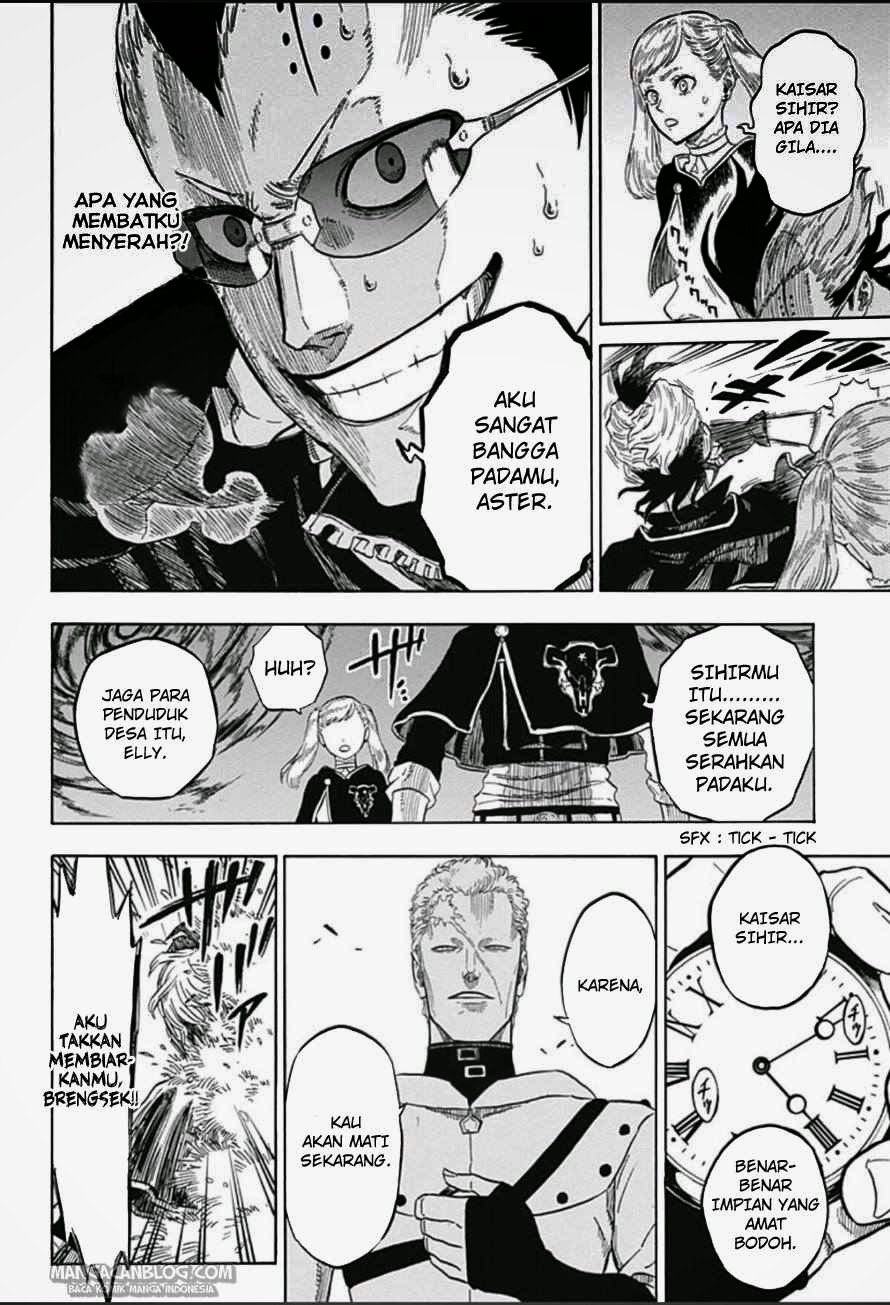 KAISAR
SIHIR?
APA DIA
GILA....
APA YANG
MEMBATKU
MENYERAH?!
AKU
SANGAT
BANGGA
PADAMU,
ASTER.
SIHIRMU
ITU.........
SEKARANG
SEMUA
SERAHKAN
PADAKU.
HUH?
JAGA PARA
PENDUDUK
DESA ITU,
ELLY.
SFX : TICK - TICK
KAISAR
SIHIR...
BENAR-
BENAR
IMPIAN YANG
AMAT
BODOH.
KARENA,
KAU
AKAN MATI
SEKARANG.
AKU
TAKKAN
MEMBIAR-
KANMU,
BRENGSEK!!
MANGACANBLOG.COM
BACA KOMIK MANGA INDONESIA